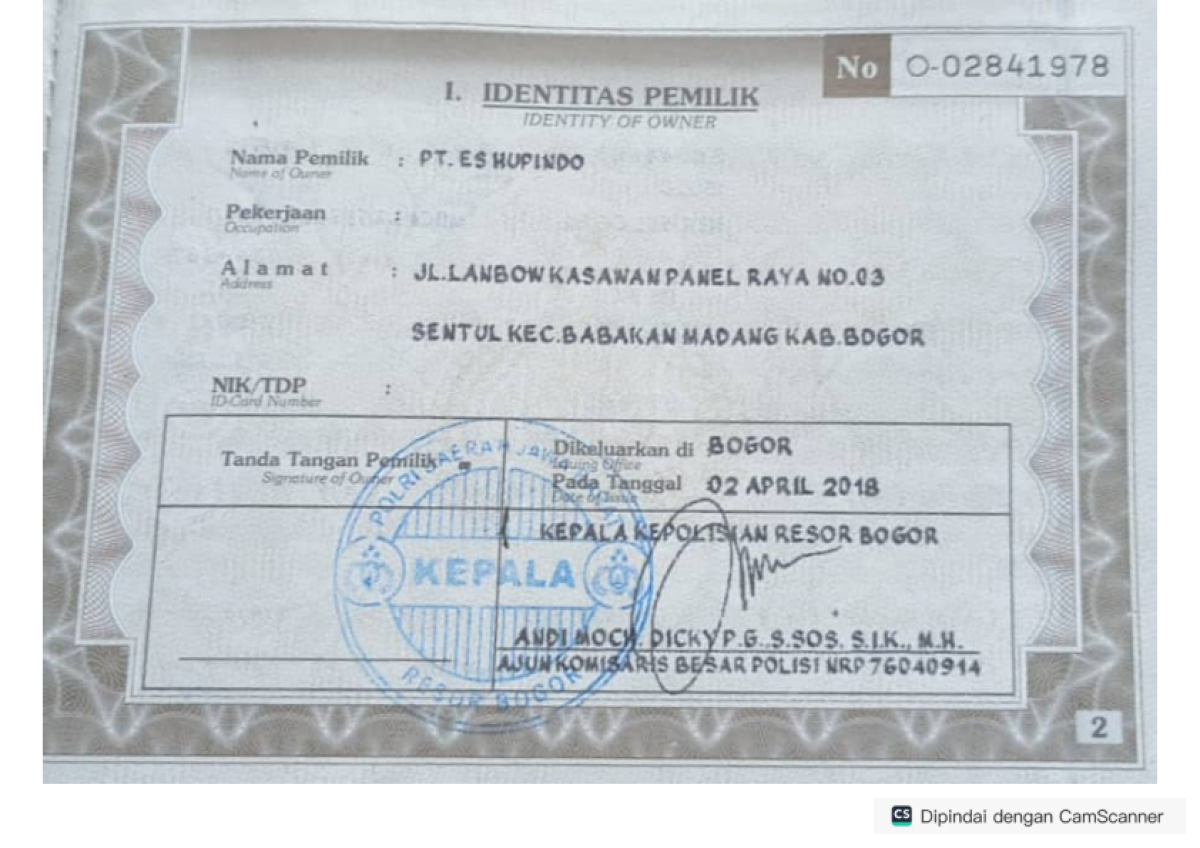 No O-02841978
I. IDENTITAS PEMILIK
IDENTITY OF OWNER
Nama Pemilik : PT. ES HUPINDO
Name of Owner
Pekerjaan :
Occupation
Alamat : JL.LANBOW KASAWAN PANEL RAYA NO.03
Address
SENTUL KEC.BABAKAN MADANG KAB.BOGOR
NIK/TDP :
ID-Card Number
Tanda Tangan Pemilik
Signature of Owner
Dikeluarkan di BOGOR
Issuing Office
Pada Tanggal 02 APRIL 2018
Date of Issue
KEPALA KEPOLISIAN RESOR BOGOR
POLRI DAERAH JAWA
KEPALA
RESOR BOGOR
ANDI MOCH. DICKY P.G.,S.SOS, S.I.K., M.H.
AJUN KOMISARIS BESAR POLISI NRP 76040914
2
CS Dipindai dengan CamScanner